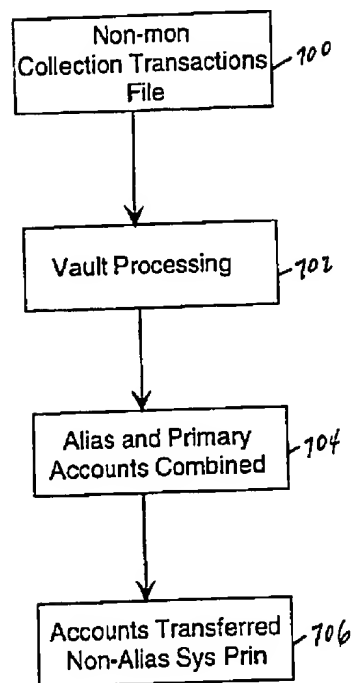 Non-mon
Collection Transactions
File
700
Vault Processing
702
Alias and Primary
Accounts Combined
704
Accounts Transferred
Non-Alias Sys Prin
706